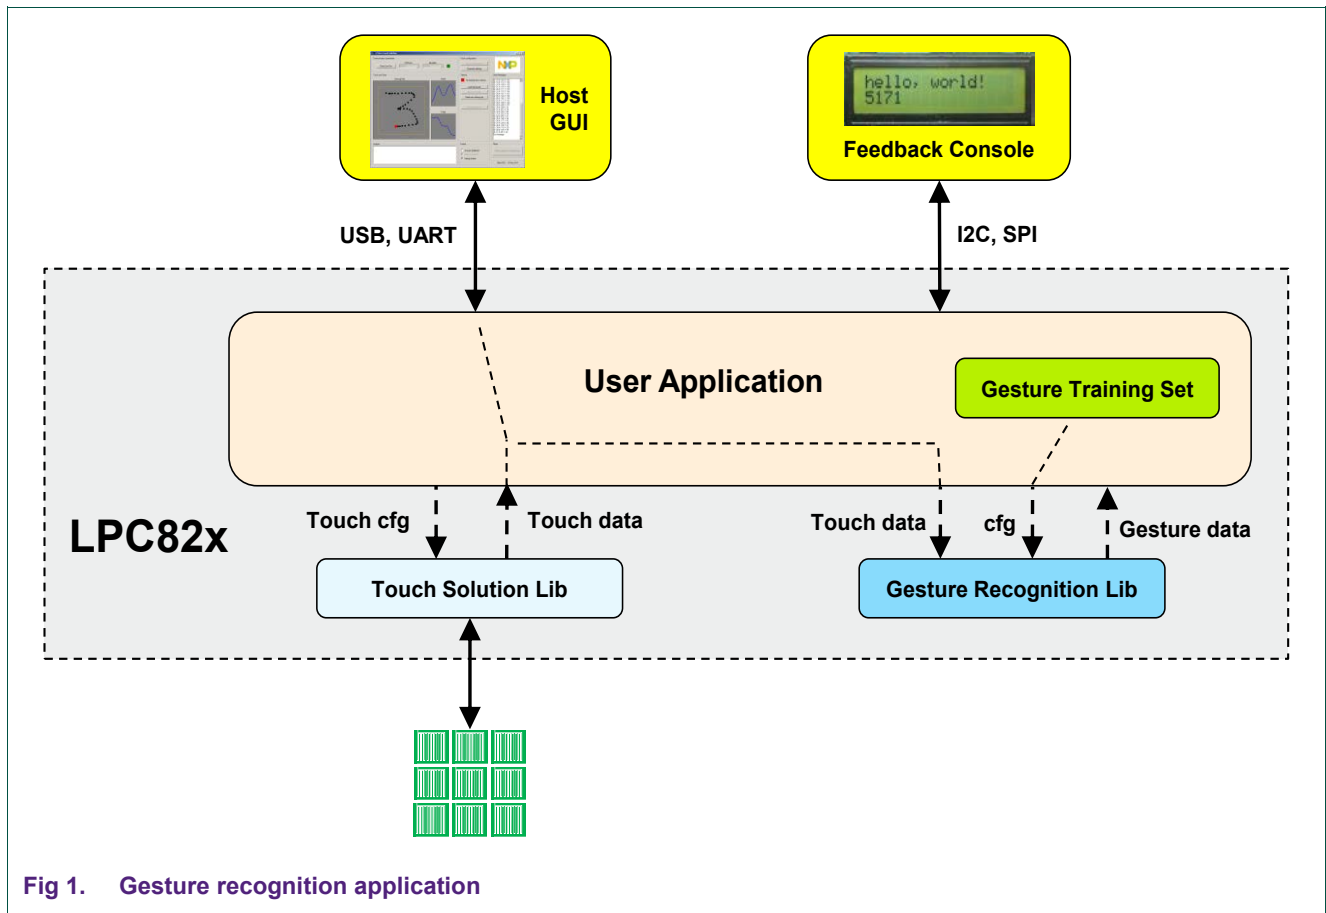 NXP
Host
GUI
hello, world!
5171
Feedback Console
USB, UART
I2C, SPI
User Application
Gesture Training Set
LPC82x
Touch cfg
Touch data
Touch data
cfg
Gesture data
Touch Solution Lib
Gesture Recognition Lib
Fig 1. Gesture recognition application